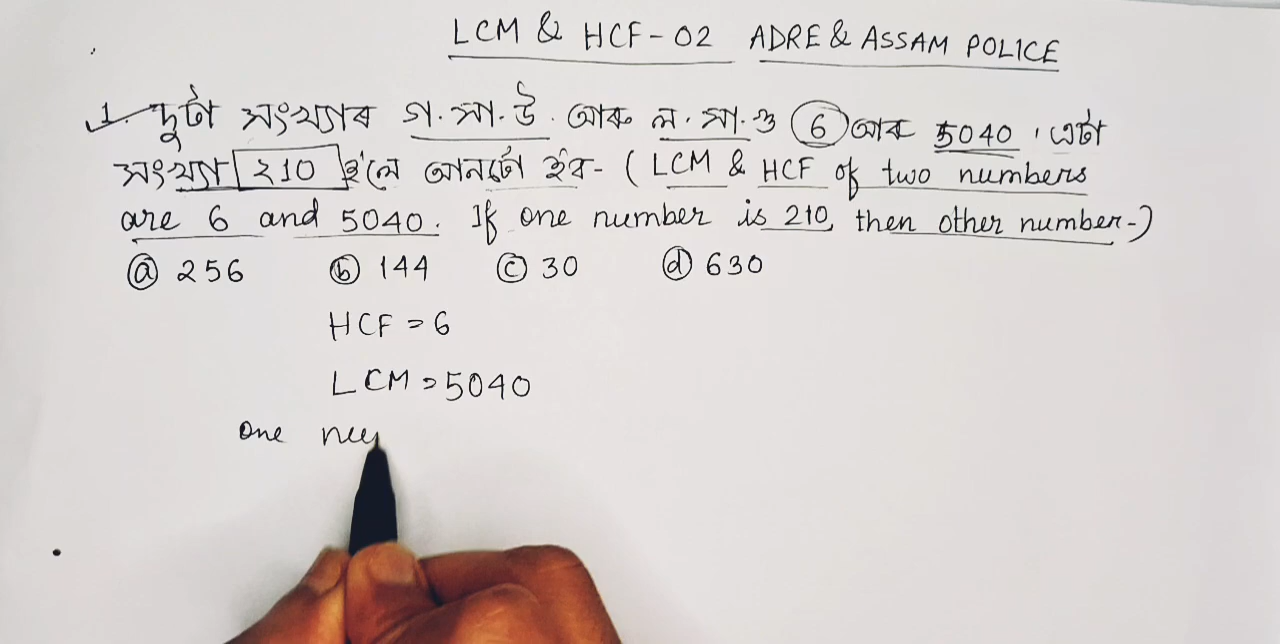 LCM & HCF - 02 ADRE & ASSAM POLICE
1. দুটা সংখ্যাৰ গ.সা.উ. আৰু ল.সা.গু 6 আৰু 5040। এটা
সংখ্যা ২10 হ'লে আনটো হ'ব- (LCM & HCF of two numbers
are 6 and 5040. If one number is 210, then other number-)
ⓐ 256 ⓑ 144 ⓒ 30 ⓓ 630
HCF = 6
LCM = 5040
One nu